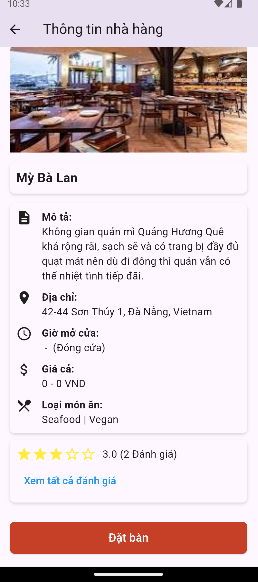 10:33
Thông tin nhà hàng
Mỳ Bà Lan
Mô tả:
Không gian quán mì Quảng Hương Quê
khá rộng rãi, sạch sẽ và có trang bị đầy đủ
quạt mát nên dù đi đông thì quán vẫn có
thể nhiệt tình tiếp đãi.
Địa chỉ:
42-44 Sơn Thủy 1, Đà Nẵng, Vietnam
Giờ mở cửa:
- (Đóng cửa)
Giá cả:
0 - 0 VND
Loại món ăn:
Seafood | Vegan
3.0 (2 Đánh giá)
Xem tất cả đánh giá
Đặt bàn